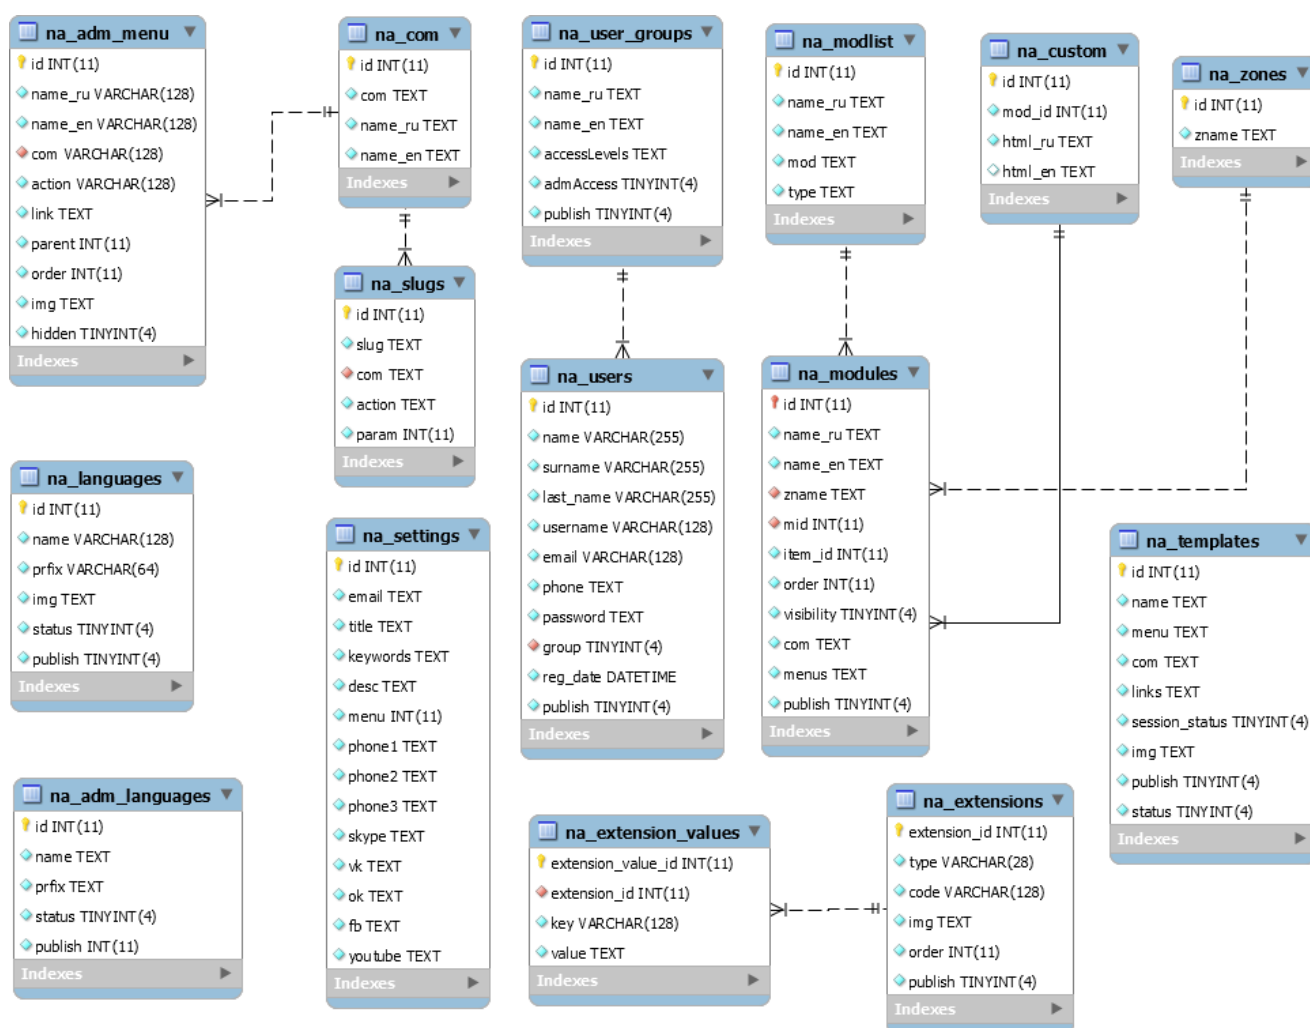 na_adm_menu
id INT(11)
name_ru VARCHAR(128)
name_en VARCHAR(128)
com VARCHAR(128)
action VARCHAR(128)
link TEXT
parent INT(11)
order INT(11)
img TEXT
hidden TINYINT(4)
Indexes
na_com
id INT(11)
com TEXT
name_ru TEXT
name_en TEXT
Indexes
na_user_groups
id INT(11)
name_ru TEXT
name_en TEXT
accessLevels TEXT
admAccess TINYINT(4)
publish TINYINT(4)
Indexes
na_modlist
id INT(11)
name_ru TEXT
name_en TEXT
mod TEXT
type TEXT
Indexes
na_custom
id INT(11)
mod_id INT(11)
html_ru TEXT
html_en TEXT
Indexes
na_zones
id INT(11)
zname TEXT
Indexes
na_slugs
id INT(11)
slug TEXT
com TEXT
action TEXT
param INT(11)
Indexes
na_users
id INT(11)
name VARCHAR(255)
surname VARCHAR(255)
last_name VARCHAR(255)
username VARCHAR(128)
email VARCHAR(128)
phone TEXT
password TEXT
group TINYINT(4)
reg_date DATETIME
publish TINYINT(4)
Indexes
na_modules
id INT(11)
name_ru TEXT
name_en TEXT
zname TEXT
mid INT(11)
item_id INT(11)
order INT(11)
visibility TINYINT(4)
com TEXT
menus TEXT
publish TINYINT(4)
Indexes
na_languages
id INT(11)
name VARCHAR(128)
prfix VARCHAR(64)
img TEXT
status TINYINT(4)
publish TINYINT(4)
Indexes
na_settings
id INT(11)
email TEXT
title TEXT
keywords TEXT
desc TEXT
menu INT(11)
phone1 TEXT
phone2 TEXT
phone3 TEXT
skype TEXT
vk TEXT
ok TEXT
fb TEXT
youtube TEXT
Indexes
na_templates
id INT(11)
name TEXT
menu TEXT
com TEXT
links TEXT
session_status TINYINT(4)
img TEXT
publish TINYINT(4)
status TINYINT(4)
Indexes
na_adm_languages
id INT(11)
name TEXT
prfix TEXT
status TINYINT(4)
publish INT(11)
Indexes
na_extension_values
extension_value_id INT(11)
extension_id INT(11)
key VARCHAR(128)
value TEXT
Indexes
na_extensions
extension_id INT(11)
type VARCHAR(28)
code VARCHAR(128)
img TEXT
order INT(11)
publish TINYINT(4)
Indexes